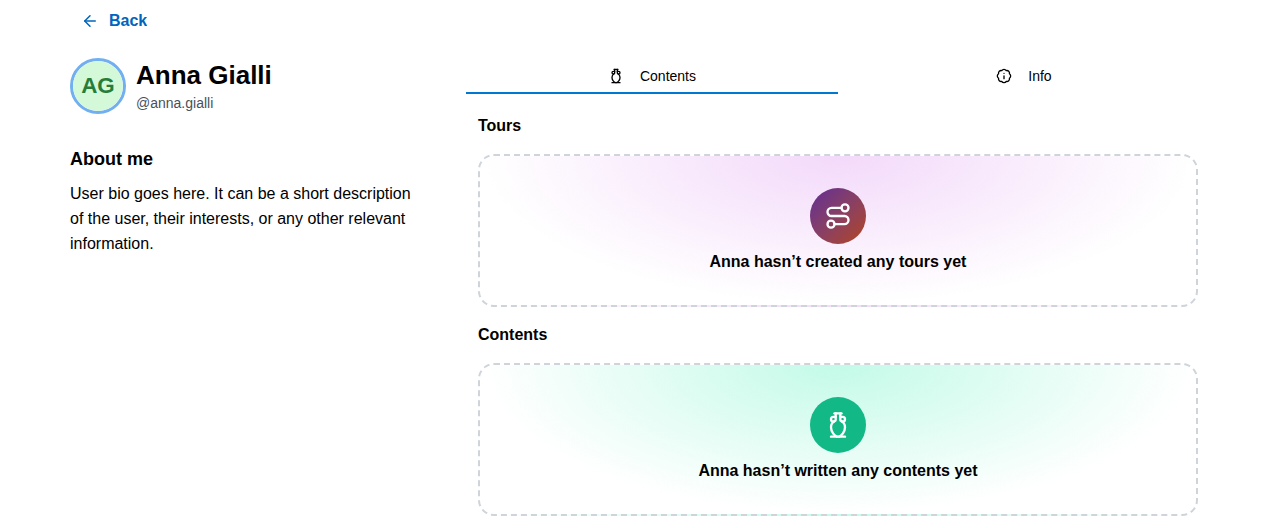 Back
AG
Anna Gialli
@anna.gialli
About me
User bio goes here. It can be a short description
of the user, their interests, or any other relevant
information.
Contents
Info
Tours
Anna hasn’t created any tours yet
Contents
Anna hasn’t written any contents yet